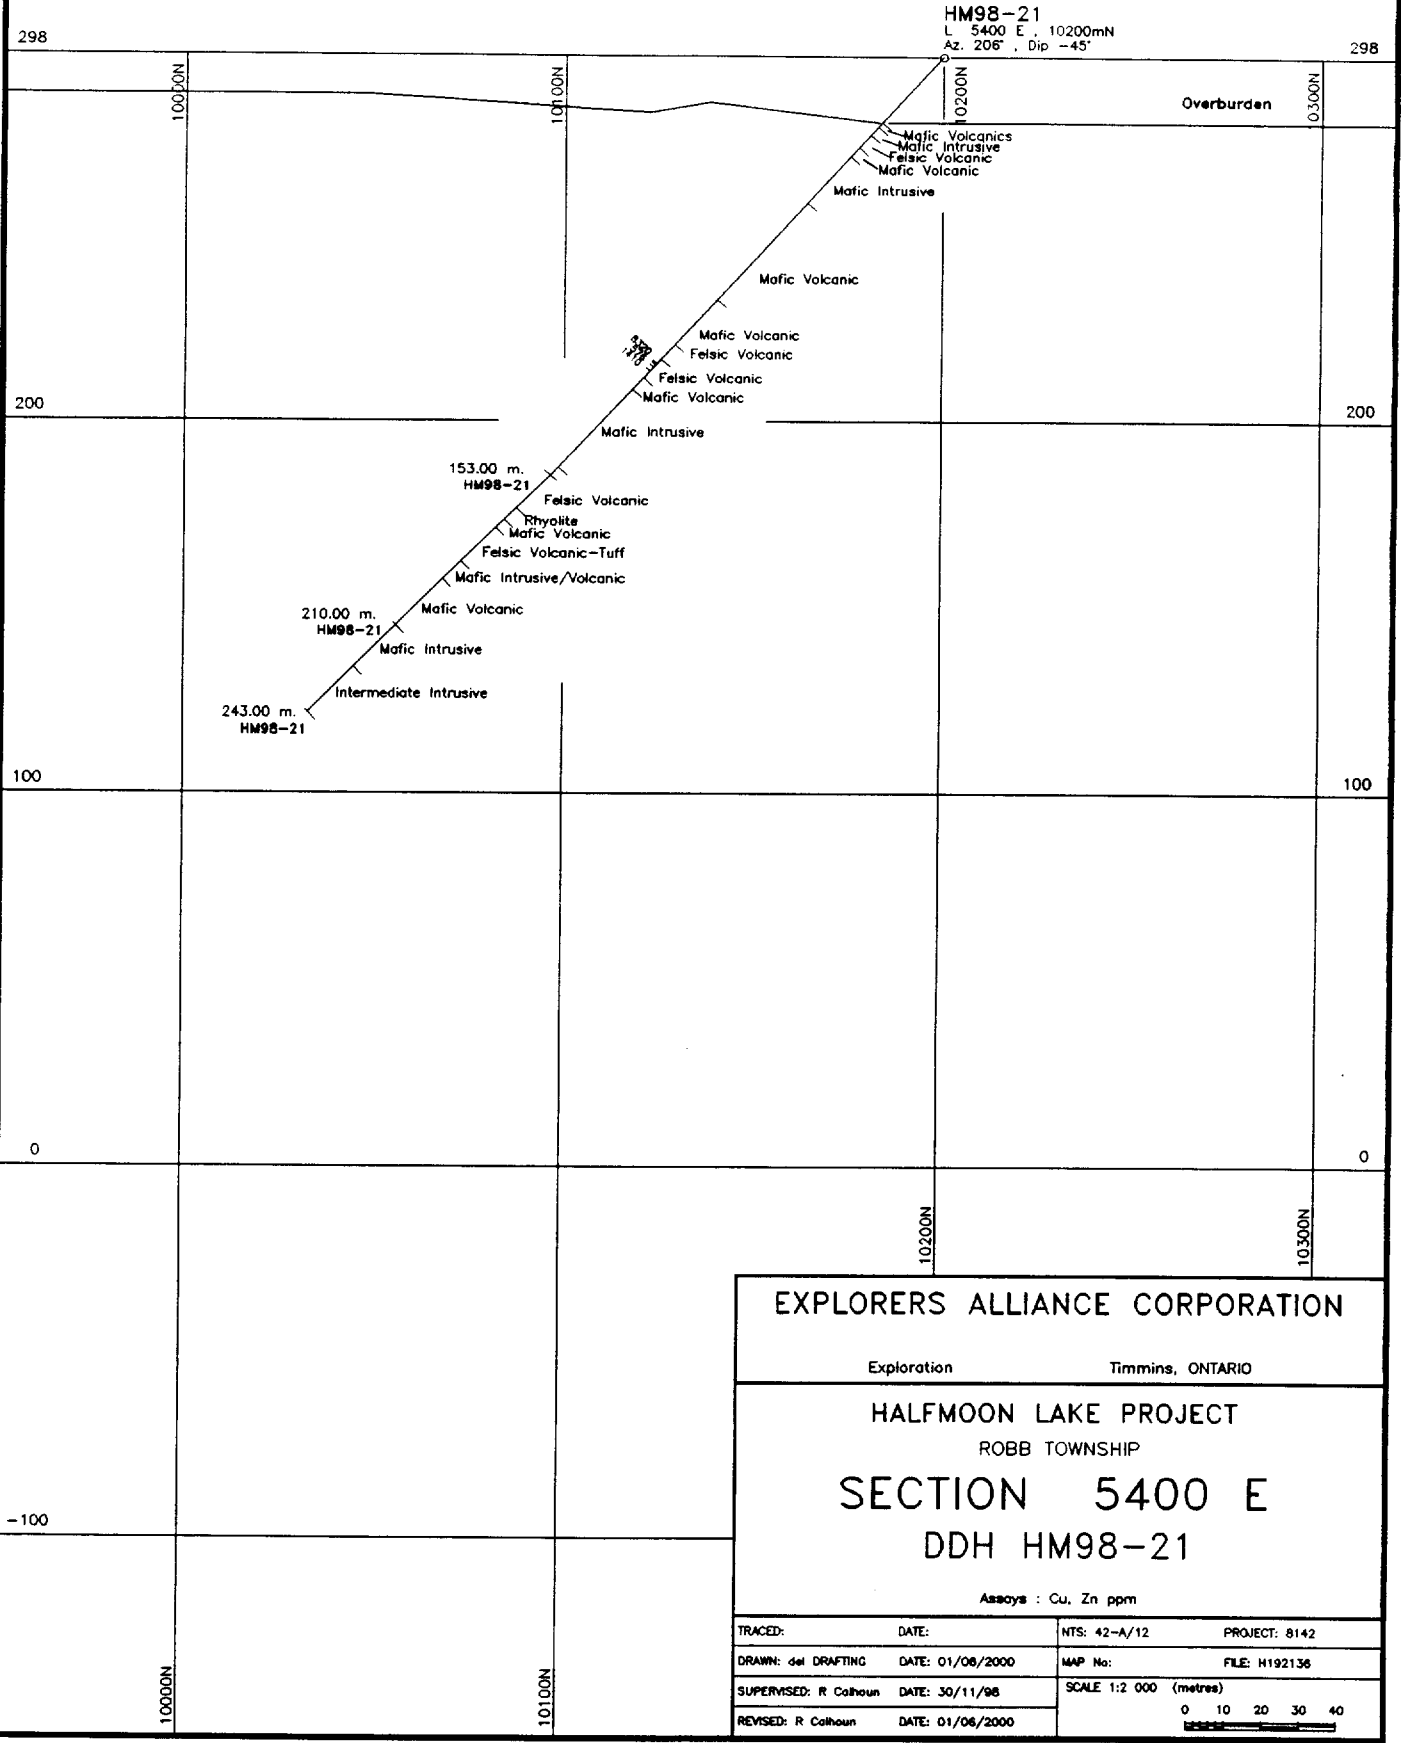 HM98-21
L 5400 E , 10200mN
Az. 206° , Dip -45°
298
298
10000N
10100N
10200N
10300N
Overburden
Mafic Volcanics
Mafic Intrusive
Felsic Volcanic
Mafic Volcanic
Mafic Intrusive
Mafic Volcanic
Mafic Volcanic
Felsic Volcanic
Felsic Volcanic
Mafic Volcanic
200
200
Mafic Intrusive
153.00 m.
HM98-21
Felsic Volcanic
Rhyolite
Mafic Volcanic
Felsic Volcanic-Tuff
Mafic Intrusive/Volcanic
Mafic Volcanic
210.00 m.
HM98-21
Mafic Intrusive
Intermediate Intrusive
243.00 m.
HM98-21
100
100
0
0
10200N
10300N
EXPLORERS ALLIANCE CORPORATION
Exploration Timmins, ONTARIO
HALFMOON LAKE PROJECT
ROBB TOWNSHIP
SECTION 5400 E
-100
DDH HM98-21
Assays : Cu, Zn ppm
TRACED: DATE: NTS: 42-A/12 PROJECT: 8142
DRAWN: del DRAFTING DATE: 01/06/2000 MAP No: FILE: H192136
SUPERVISED: R Calhoun DATE: 30/11/98 SCALE 1:2 000 (metres)
0 10 20 30 40
REVISED: R Calhoun DATE: 01/06/2000
10000N
10100N